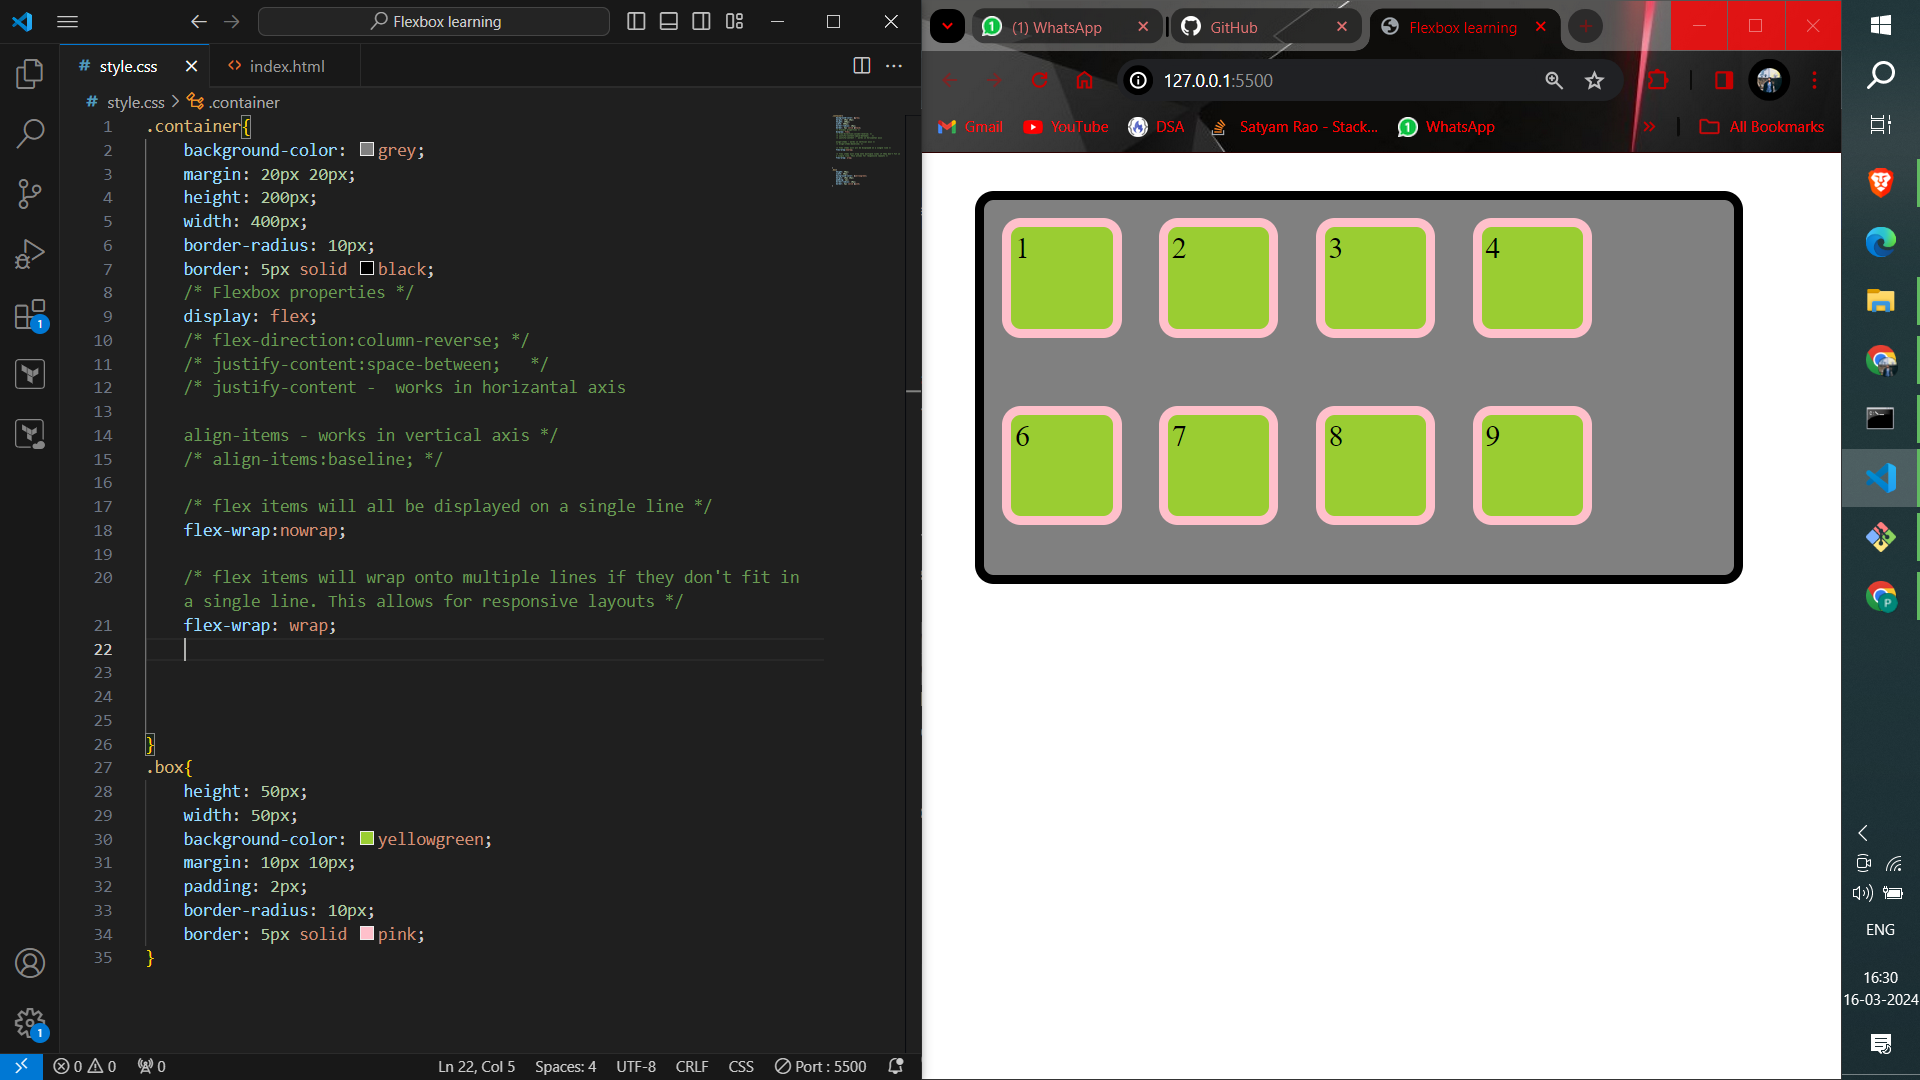 Flexbox learning
# style.css
<> index.html
# style.css > .container
1 .container{
2 background-color: grey;
3 margin: 20px 20px;
4 height: 200px;
5 width: 400px;
6 border-radius: 10px;
7 border: 5px solid black;
8 /* Flexbox properties */
9 display: flex;
10 /* flex-direction:column-reverse; */
11 /* justify-content:space-between;   */
12 /* justify-content -  works in horizantal axis
13
14 align-items - works in vertical axis */
15 /* align-items:baseline; */
16
17 /* flex items will all be displayed on a single line */
18 flex-wrap:nowrap;
19
20 /* flex items will wrap onto multiple lines if they don't fit in
a single line. This allows for responsive layouts */
21 flex-wrap: wrap;
22
23
24
25
26 }
27 .box{
28 height: 50px;
29 width: 50px;
30 background-color: yellowgreen;
31 margin: 10px 10px;
32 padding: 2px;
33 border-radius: 10px;
34 border: 5px solid pink;
35 }
1
1
0 0 0
Ln 22, Col 5 Spaces: 4 UTF-8 CRLF CSS Port : 5500
(1) WhatsApp
GitHub
Flexbox learning
127.0.0.1:5500
Gmail YouTube DSA Satyam Rao - Stack... WhatsApp » All Bookmarks
1 2 3 4
6 7 8 9
P
ENG
16:30
16-03-2024